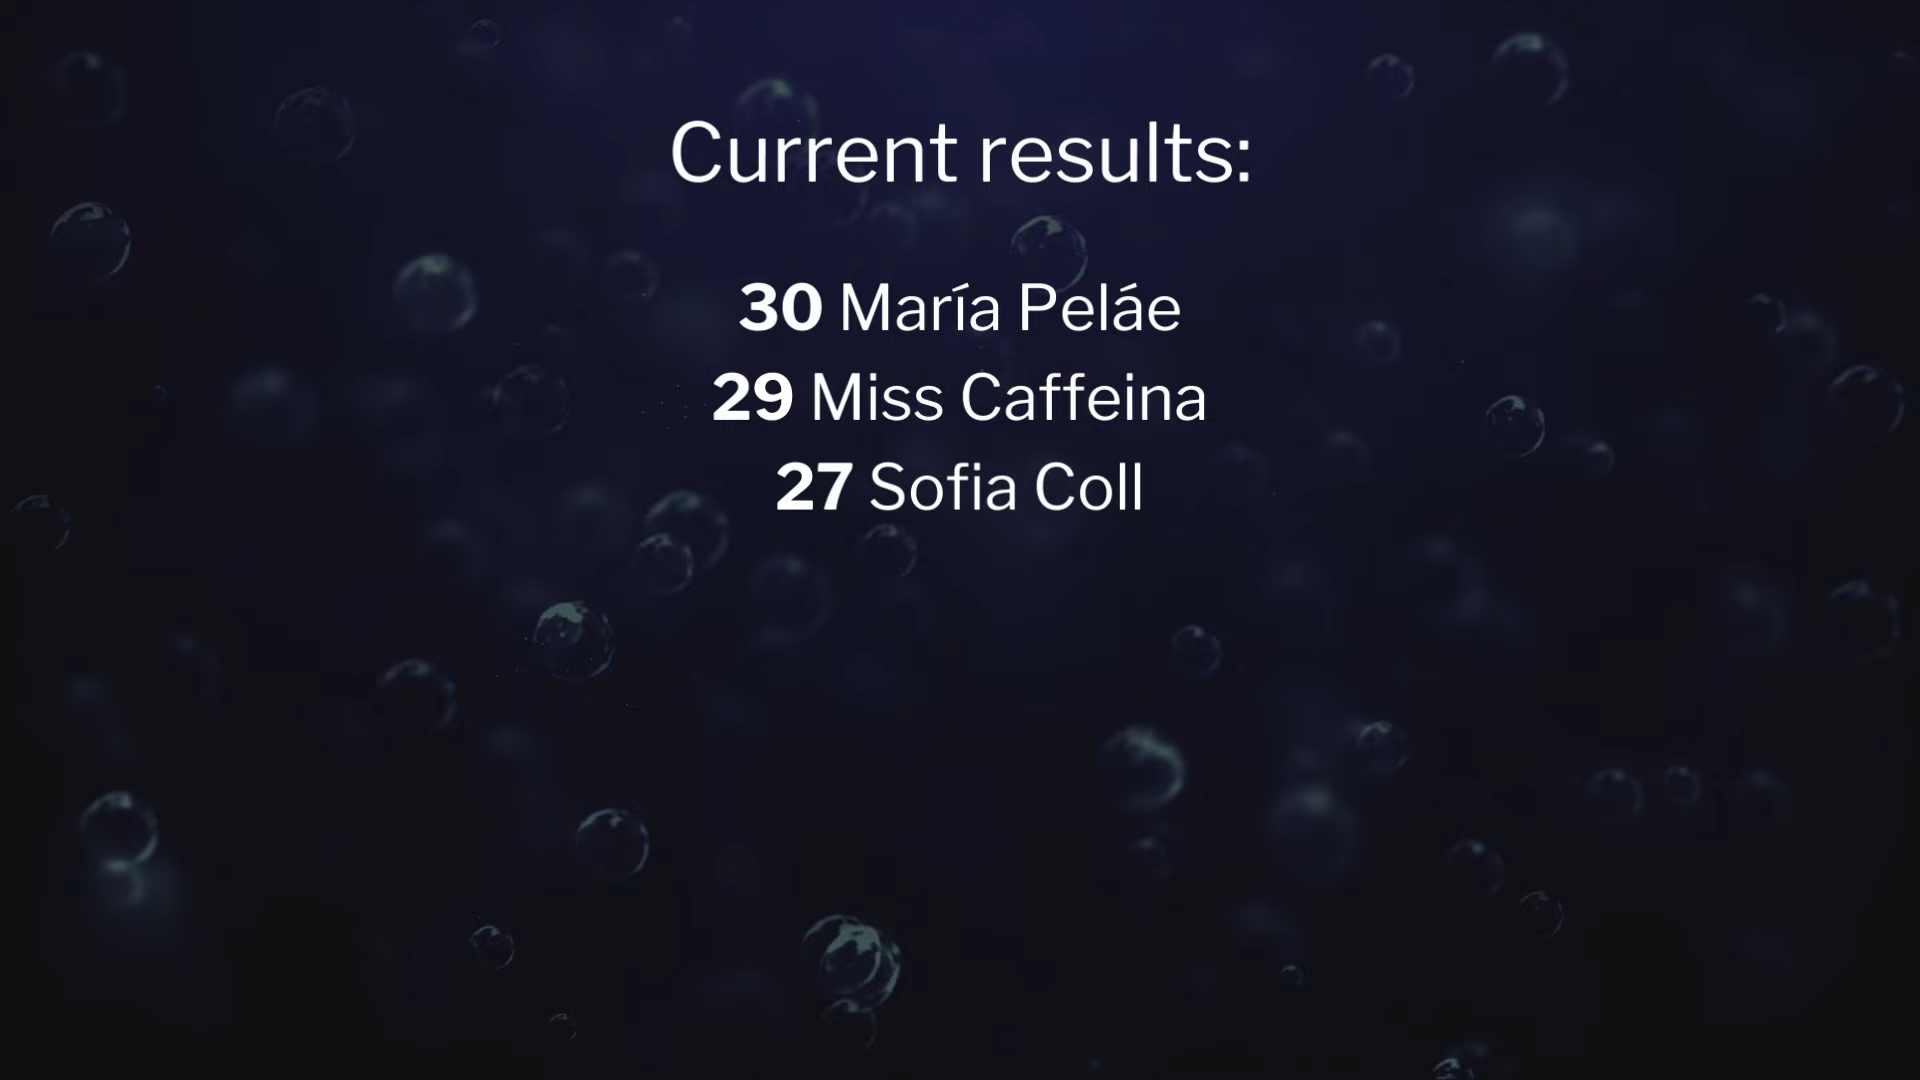 Current results:
30 María Peláe
29 Miss Caffeina
27 Sofia Coll